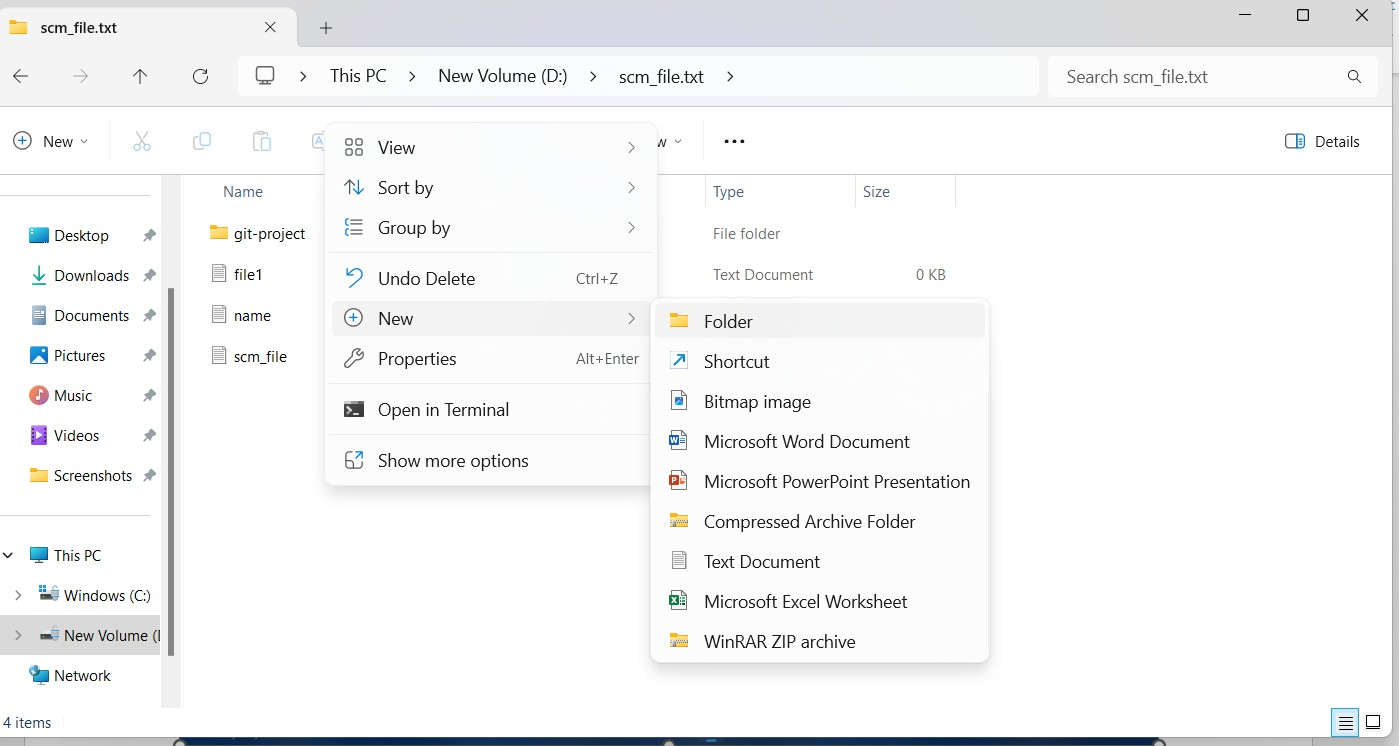 scm_file.txt
This PC
New Volume (D:)
scm_file.txt
Search scm_file.txt
New
Details
Name
Type
Size
Desktop
Downloads
Documents
Pictures
Music
Videos
Screenshots
This PC
Windows (C:)
New Volume (
Network
git-project
File folder
file1
Text Document
0 KB
name
scm_file
View
Sort by
Group by
Undo Delete
Ctrl+Z
New
Properties
Alt+Enter
Open in Terminal
Show more options
Folder
Shortcut
Bitmap image
Microsoft Word Document
Microsoft PowerPoint Presentation
Compressed Archive Folder
Text Document
Microsoft Excel Worksheet
WinRAR ZIP archive
4 items